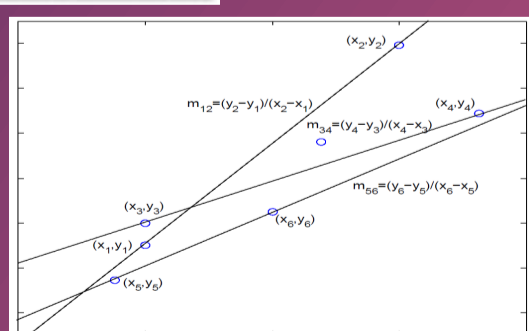 (x₂,y₂)
m₁₂=(y₂−y₁)/(x₂−x₁)
(x₄,y₄)
m₃₄=(y₄−y₃)/(x₄−x₃)
m₅₆=(y₆−y₅)/(x₆−x₅)
(x₃,y₃)
(x₆,y₆)
(x₁,y₁)
(x₅,y₅)